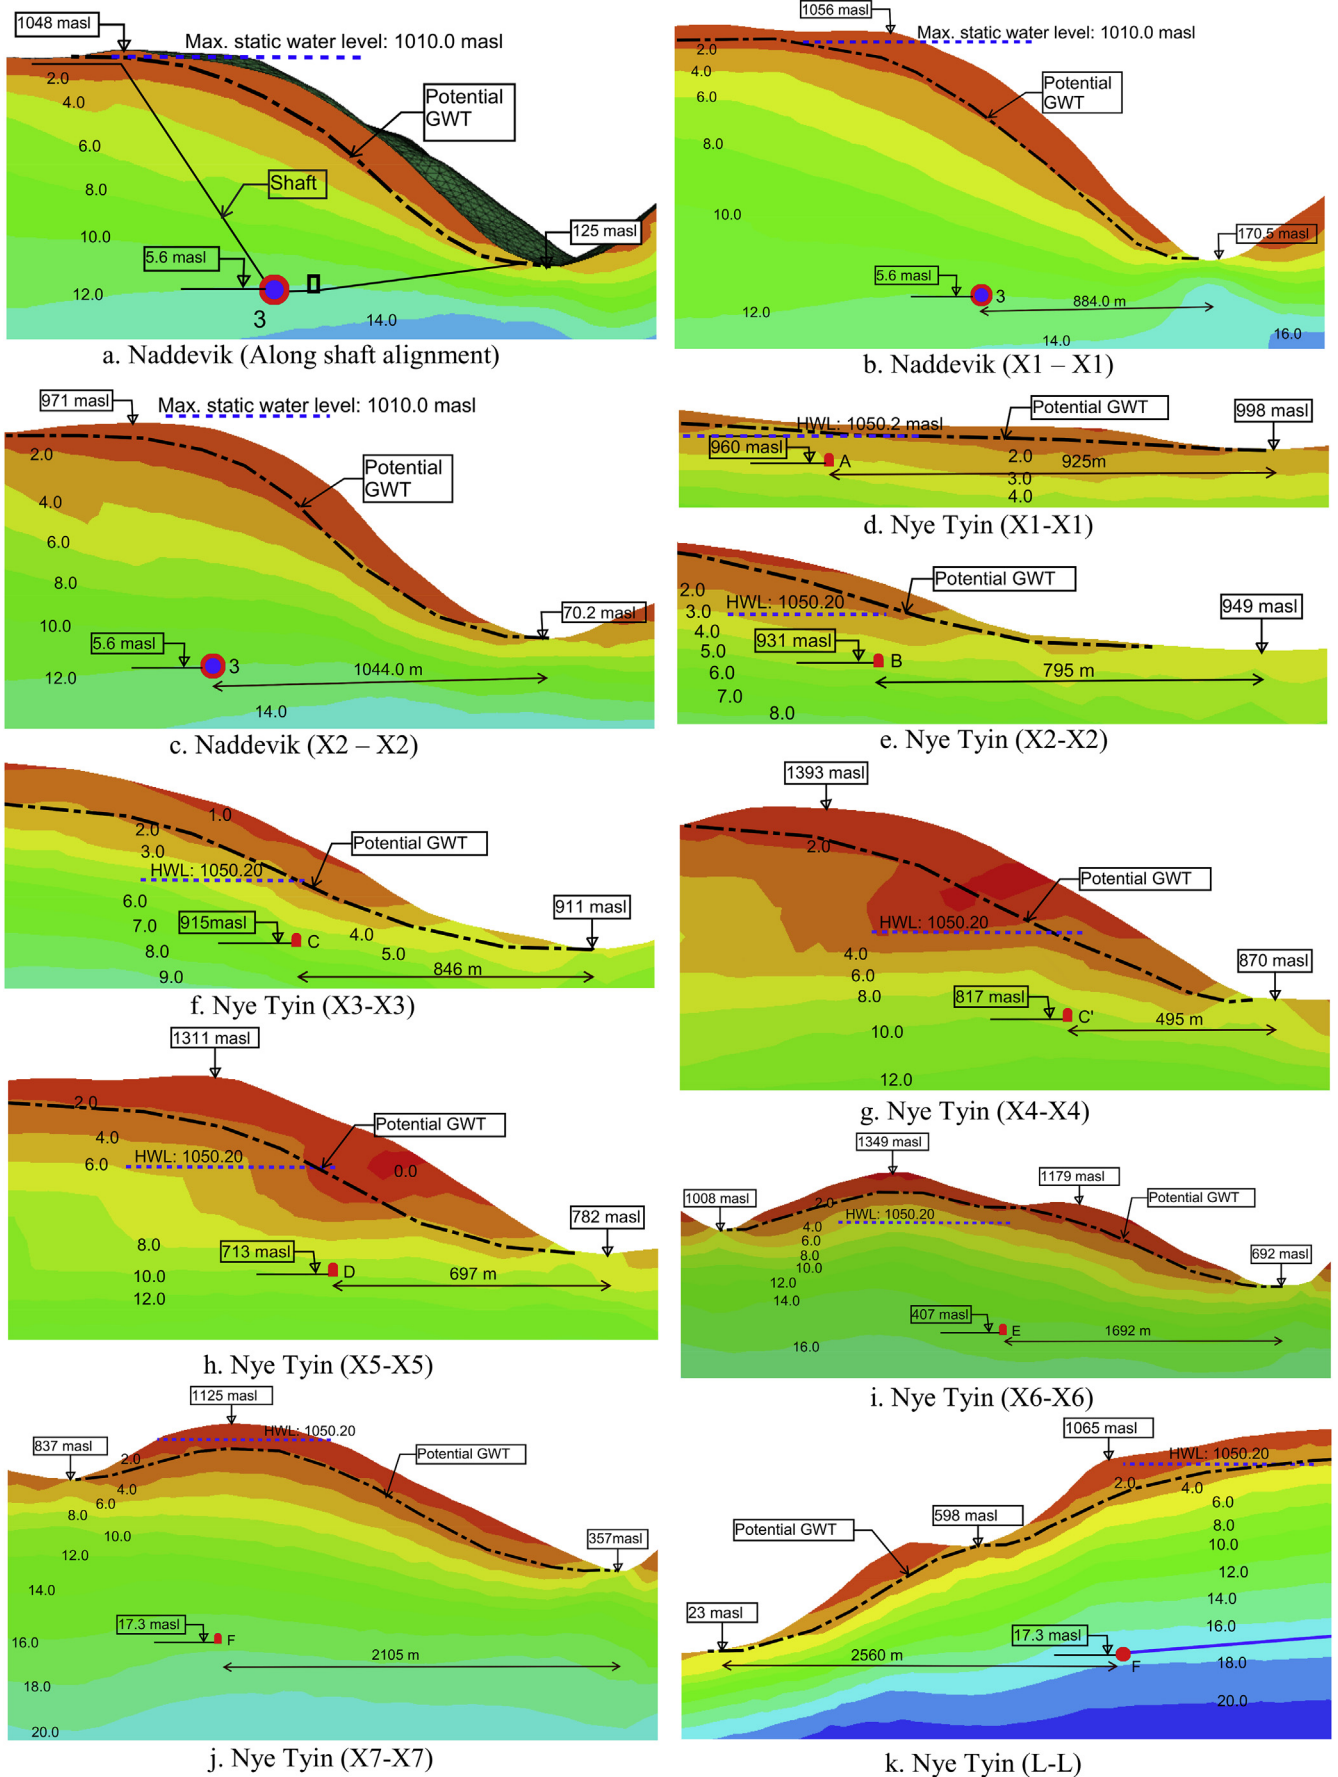 1048 masl
Max. static water level: 1010.0 masl
Potential
GWT
2.0
4.0
6.0
8.0
10.0
12.0
14.0
Shaft
125 masl
5.6 masl
3
a. Naddevik (Along shaft alignment)
1056 masl
Max. static water level: 1010.0 masl
2.0
4.0
6.0
8.0
10.0
12.0
14.0
16.0
Potential
GWT
170.5 masl
5.6 masl
3
884.0 m
b. Naddevik (X1 – X1)
971 masl
Max. static water level: 1010.0 masl
2.0
4.0
6.0
8.0
10.0
12.0
14.0
Potential
GWT
70.2 masl
5.6 masl
3
1044.0 m
c. Naddevik (X2 – X2)
Potential GWT
998 masl
HWL: 1050.2 masl
960 masl
A
2.0
925m
3.0
4.0
d. Nye Tyin (X1-X1)
Potential GWT
2.0
HWL: 1050.20
3.0
949 masl
4.0
931 masl
5.0
B
6.0
795 m
7.0
8.0
e. Nye Tyin (X2-X2)
1.0
2.0
Potential GWT
3.0
HWL: 1050.20
6.0
911 masl
915masl
7.0
4.0
C
8.0
5.0
9.0
846 m
f. Nye Tyin (X3-X3)
1393 masl
2.0
Potential GWT
HWL: 1050.20
4.0
870 masl
6.0
8.0
817 masl
C'
495 m
10.0
12.0
g. Nye Tyin (X4-X4)
1311 masl
2.0
Potential GWT
4.0
HWL: 1050.20
6.0
0.0
782 masl
8.0
713 masl
D
10.0
697 m
12.0
h. Nye Tyin (X5-X5)
1349 masl
1179 masl
1008 masl
Potential GWT
2.0
HWL: 1050.20
4.0
6.0
8.0
692 masl
10.0
12.0
14.0
407 masl
E
1692 m
16.0
i. Nye Tyin (X6-X6)
1125 masl
HWL: 1050.20
837 masl
Potential GWT
2.0
4.0
6.0
8.0
10.0
357masl
12.0
14.0
17.3 masl
F
16.0
2105 m
18.0
20.0
j. Nye Tyin (X7-X7)
1065 masl
HWL: 1050.20
2.0
4.0
6.0
598 masl
8.0
Potential GWT
10.0
12.0
14.0
23 masl
16.0
17.3 masl
2560 m
F
18.0
20.0
k. Nye Tyin (L-L)